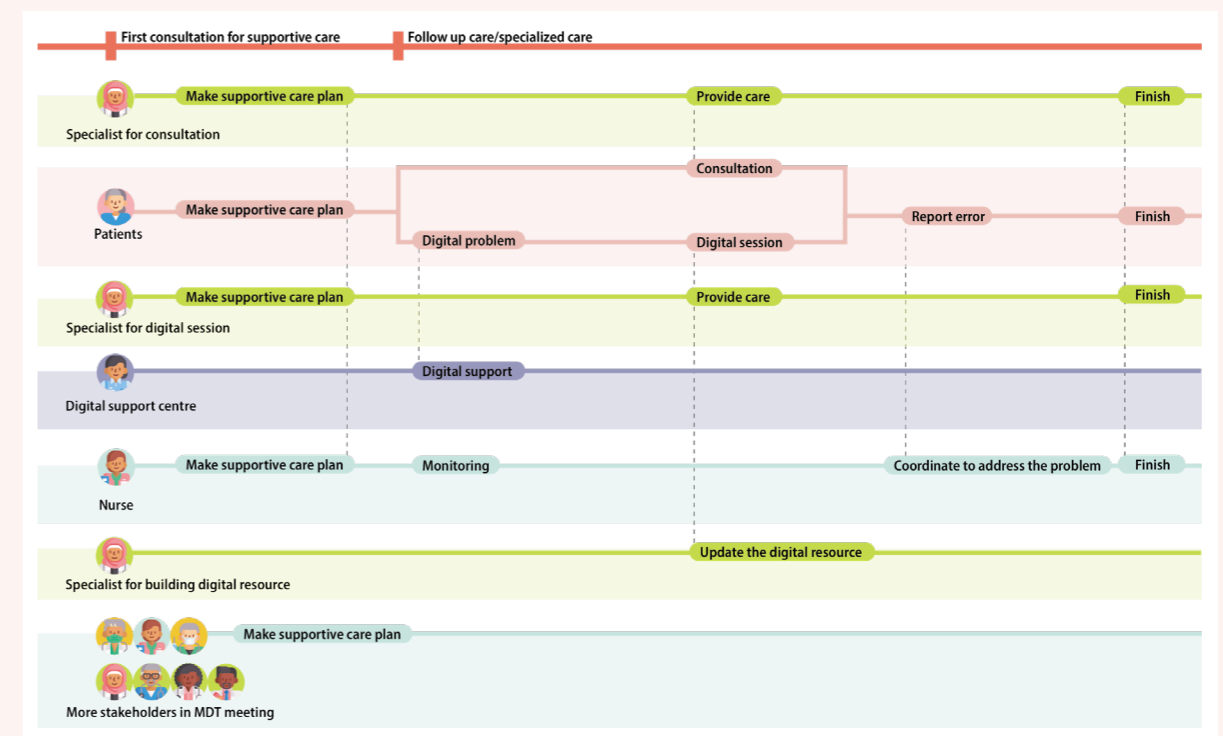 First consultation for supportive care
Follow up care/specialized care
Make supportive care plan
Provide care
Finish
Specialist for consultation
Consultation
Make supportive care plan
Report error
Finish
Patients
Digital problem
Digital session
Make supportive care plan
Provide care
Finish
Specialist for digital session
Digital support
Digital support centre
Make supportive care plan
Monitoring
Coordinate to address the problem
Finish
Nurse
Update the digital resource
Specialist for building digital resource
Make supportive care plan
More stakeholders in MDT meeting